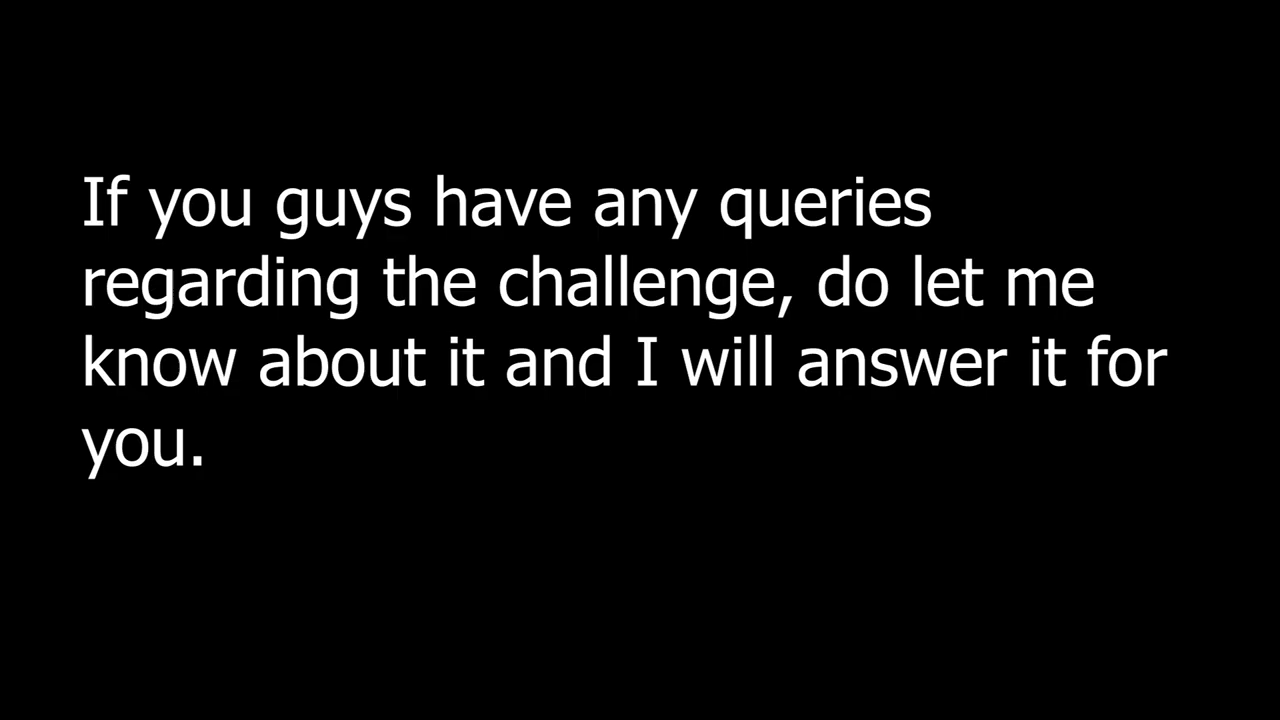 If you guys have any queries
regarding the challenge, do let me
know about it and I will answer it for
you.